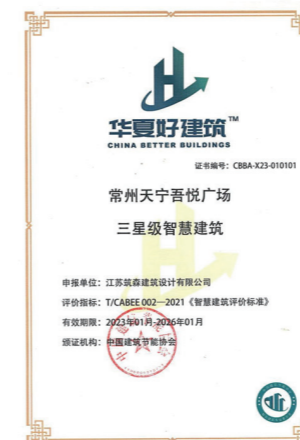 华夏好建筑™
CHINA BETTER BUILDINGS
证书编号：CBBA-X23-010101
常州天宁吾悦广场
三星级智慧建筑
申报单位：江苏筑森建筑设计有限公司
评价指标：T/CABEE 002—2021《智慧建筑评价标准》
有效期限：2023年01月-2026年01月
颁证机构：中国建筑节能协会